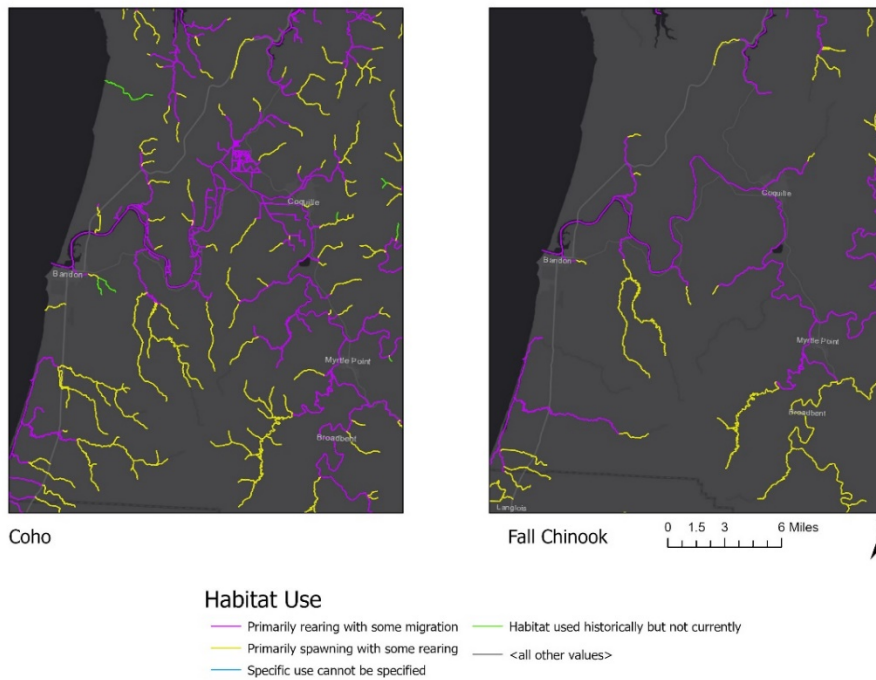 Coquille
Bandon
Myrtle Point
Broadbent
Coquille
Bandon
Myrtle Point
Broadbent
Langlois
Coho
Fall Chinook
0 1.5 3 6 Miles
Habitat Use
Primarily rearing with some migration
Habitat used historically but not currently
Primarily spawning with some rearing
<all other values>
Specific use cannot be specified